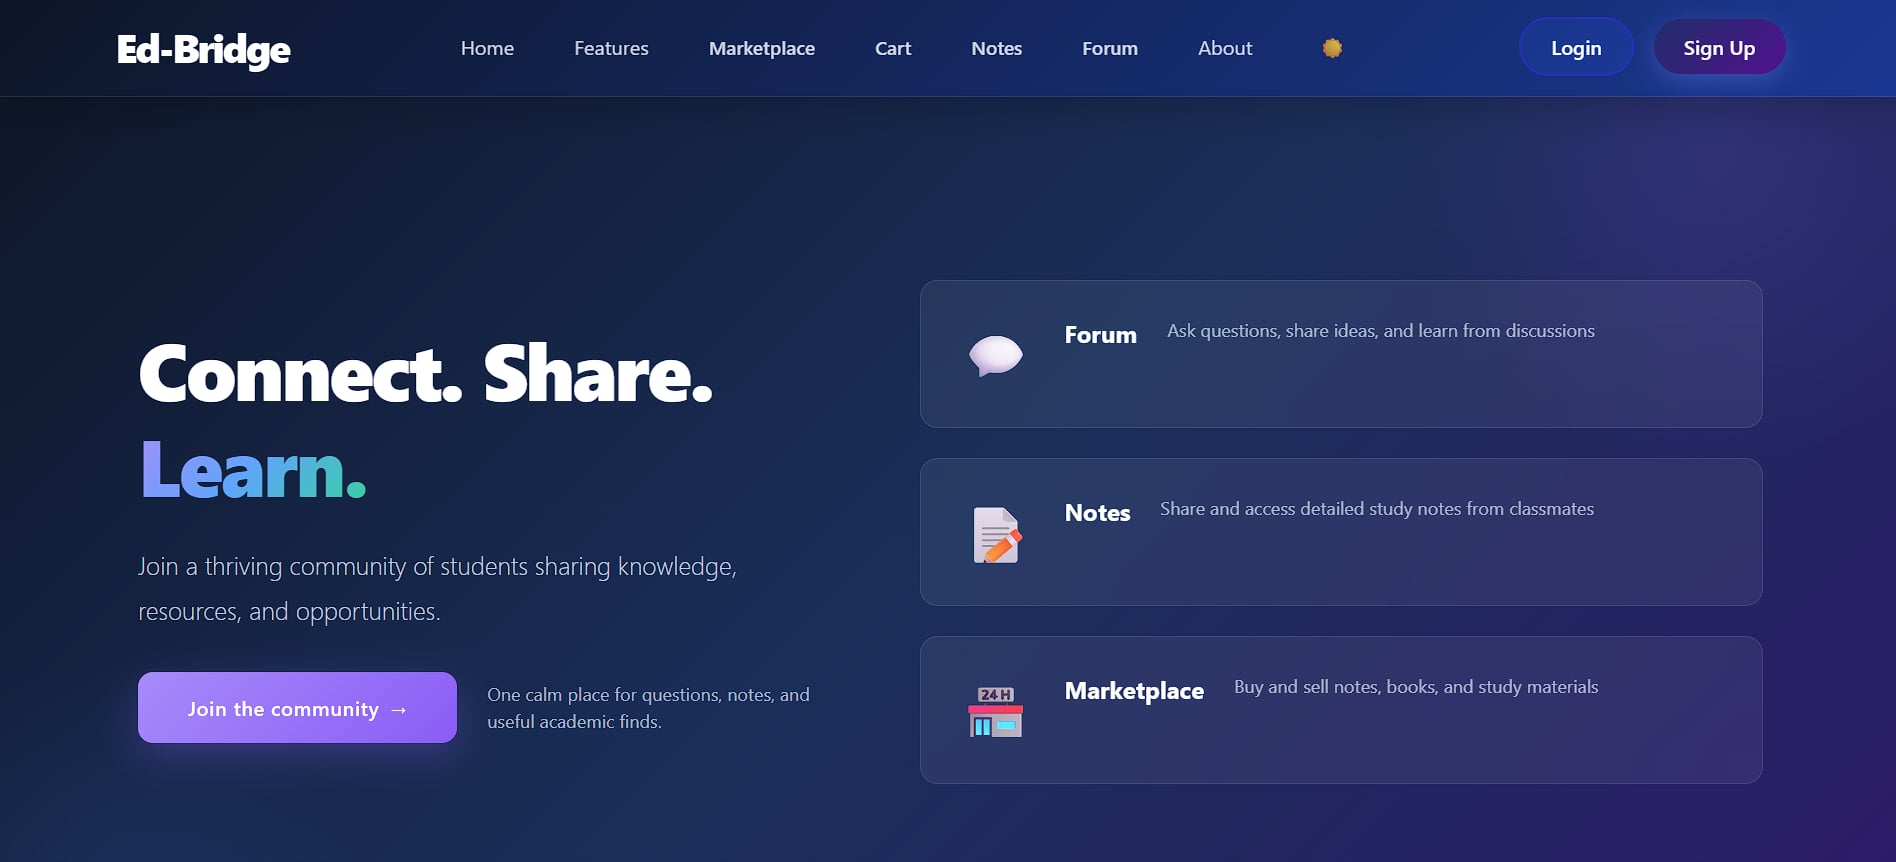 Ed-Bridge
Home
Features
Marketplace
Cart
Notes
Forum
About
Login
Sign Up
Connect. Share.
Learn.
Join a thriving community of students sharing knowledge,
resources, and opportunities.
Join the community →
One calm place for questions, notes, and
useful academic finds.
Forum
Ask questions, share ideas, and learn from discussions
Notes
Share and access detailed study notes from classmates
24H
Marketplace
Buy and sell notes, books, and study materials